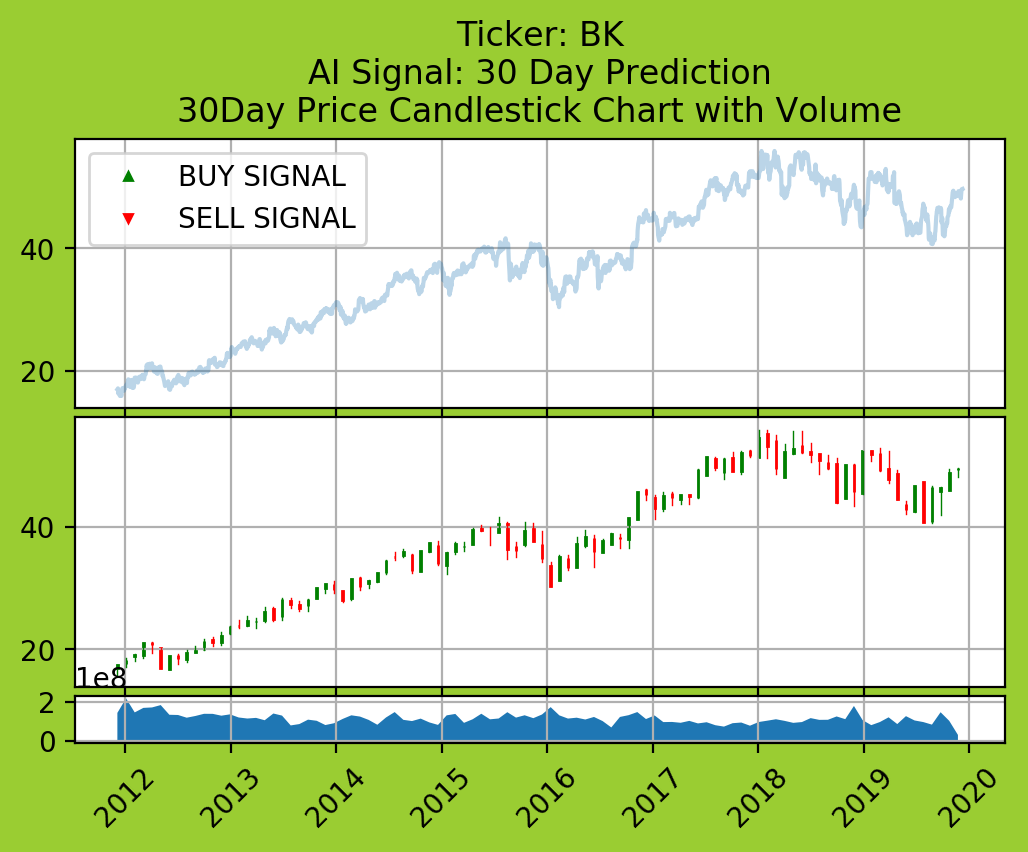 Ticker: BK
AI Signal: 30 Day Prediction
30Day Price Candlestick Chart with Volume
BUY SIGNAL
SELL SIGNAL
40
20
40
20
1e8
2
0
2012 2013 2014 2015 2016 2017 2018 2019 2020